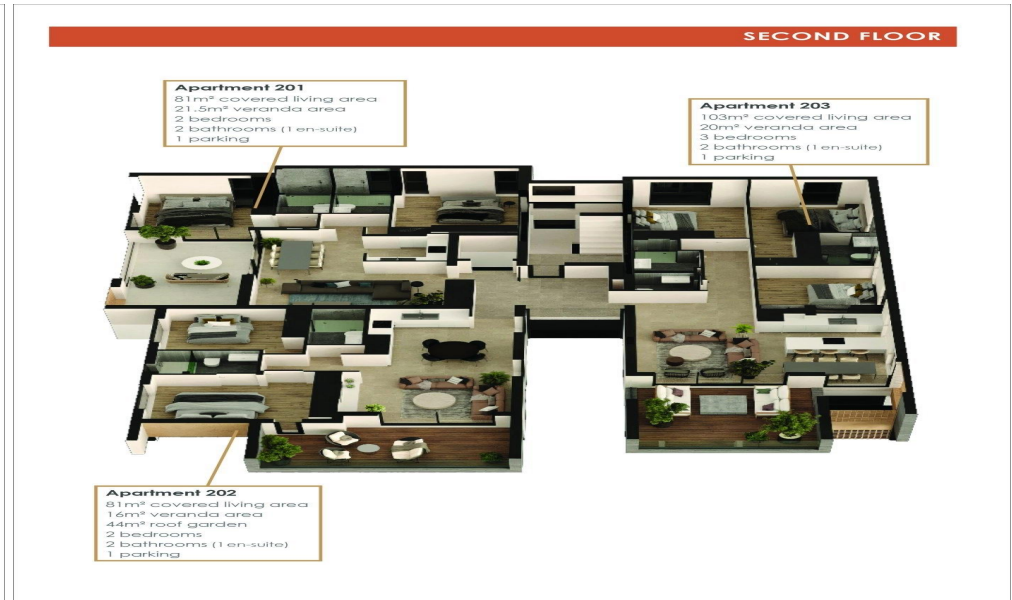 SECOND FLOOR
Apartment 201
81m² covered living area
21.5m² veranda area
2 bedrooms
2 bathrooms (1 en-suite)
1 parking
Apartment 203
103m² covered living area
20m² veranda area
3 bedrooms
2 bathrooms (1 en-suite)
1 parking
Apartment 202
81m² covered living area
16m² veranda area
44m² roof garden
2 bedrooms
2 bathrooms (1 en-suite)
1 parking